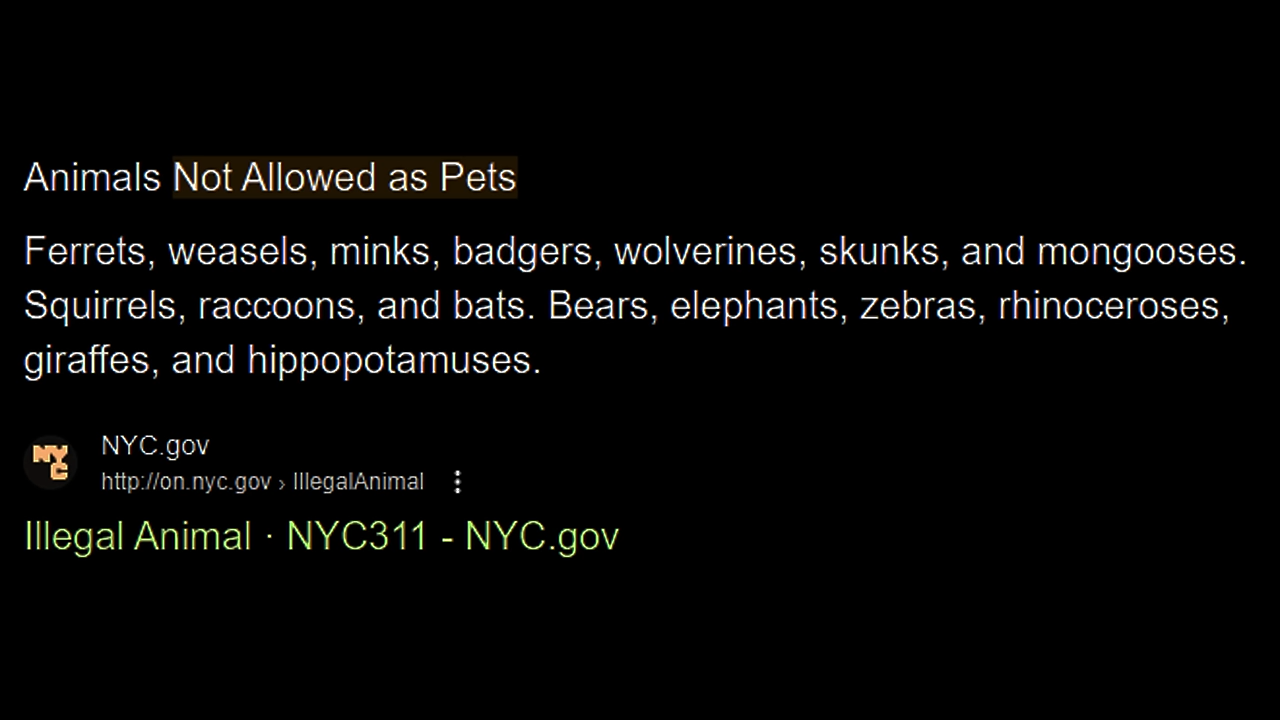 Animals Not Allowed as Pets
Ferrets, weasels, minks, badgers, wolverines, skunks, and mongooses.
Squirrels, raccoons, and bats. Bears, elephants, zebras, rhinoceroses,
giraffes, and hippopotamuses.
NYC
NYC.gov
http://on.nyc.gov › IllegalAnimal
Illegal Animal · NYC311 - NYC.gov